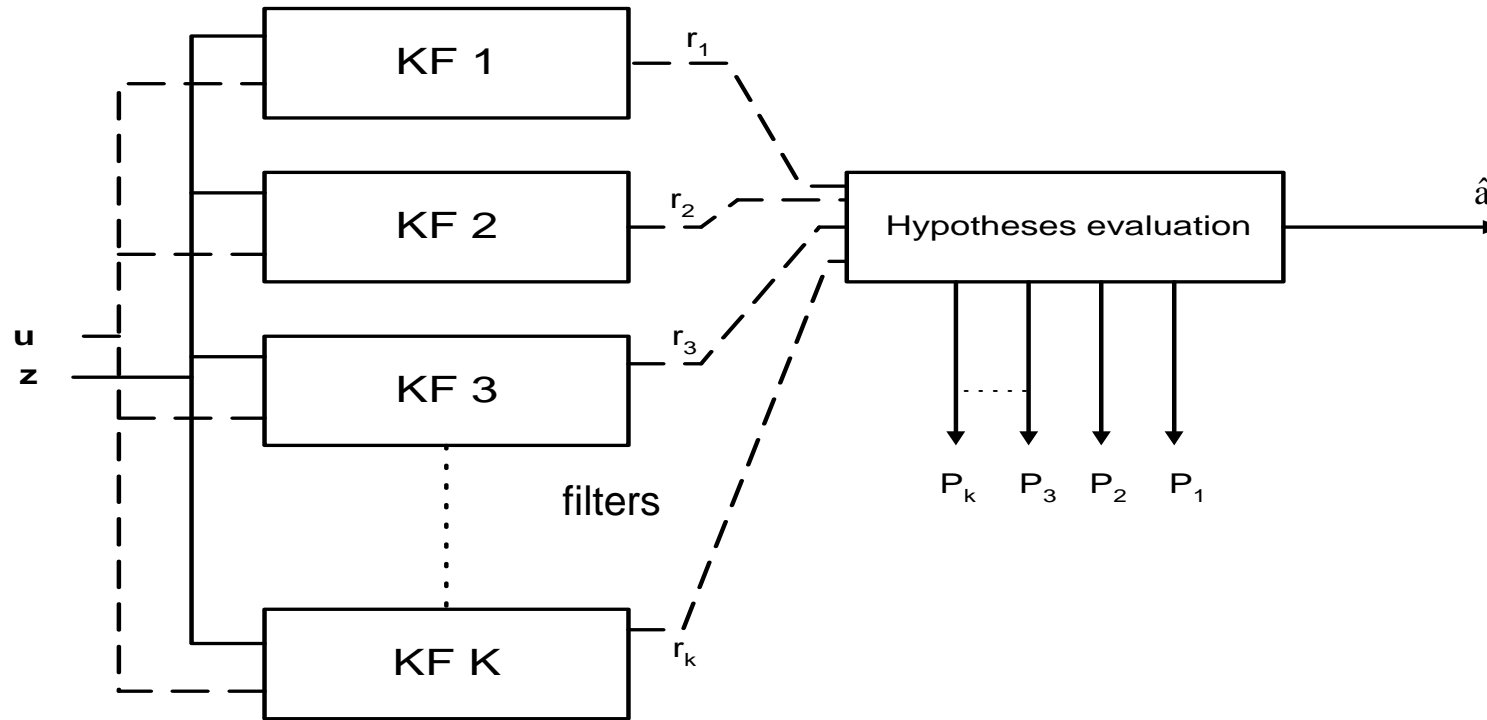 KF 1
r₁
KF 2
r₂
Hypotheses evaluation
â
u
z
KF 3
r₃
filters
Pₖ P₃ P₂ P₁
KF K
rₖ